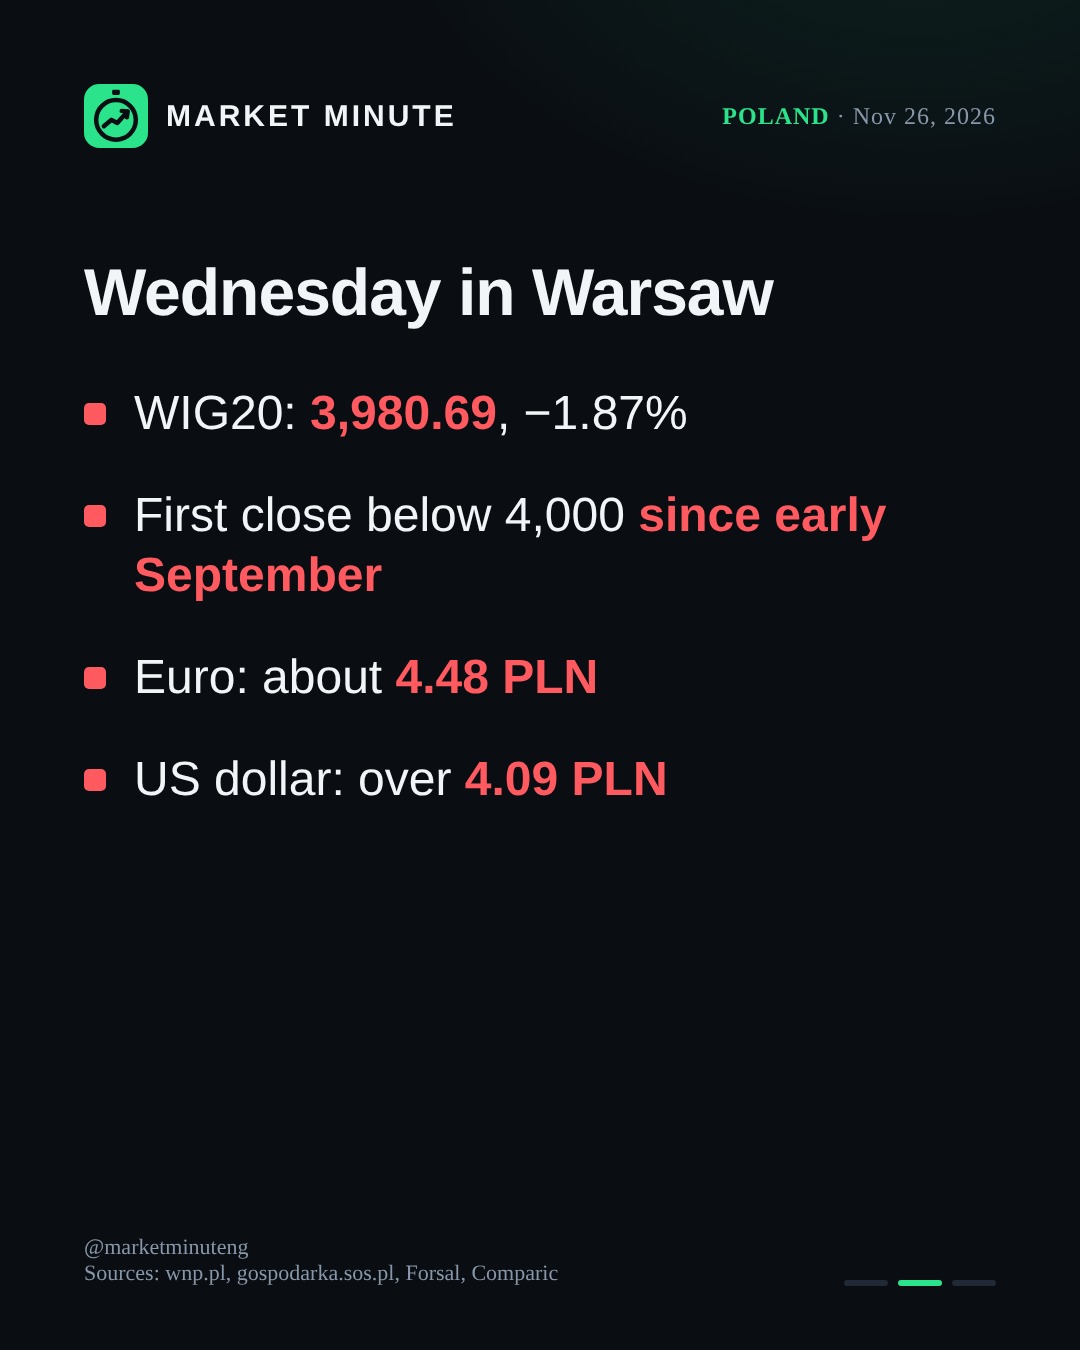 MARKET MINUTE
POLAND · Nov 26, 2026
Wednesday in Warsaw
WIG20: 3,980.69, −1.87%
First close below 4,000 since early
September
Euro: about 4.48 PLN
US dollar: over 4.09 PLN
@marketminuteng
Sources: wnp.pl, gospodarka.sos.pl, Forsal, Comparic